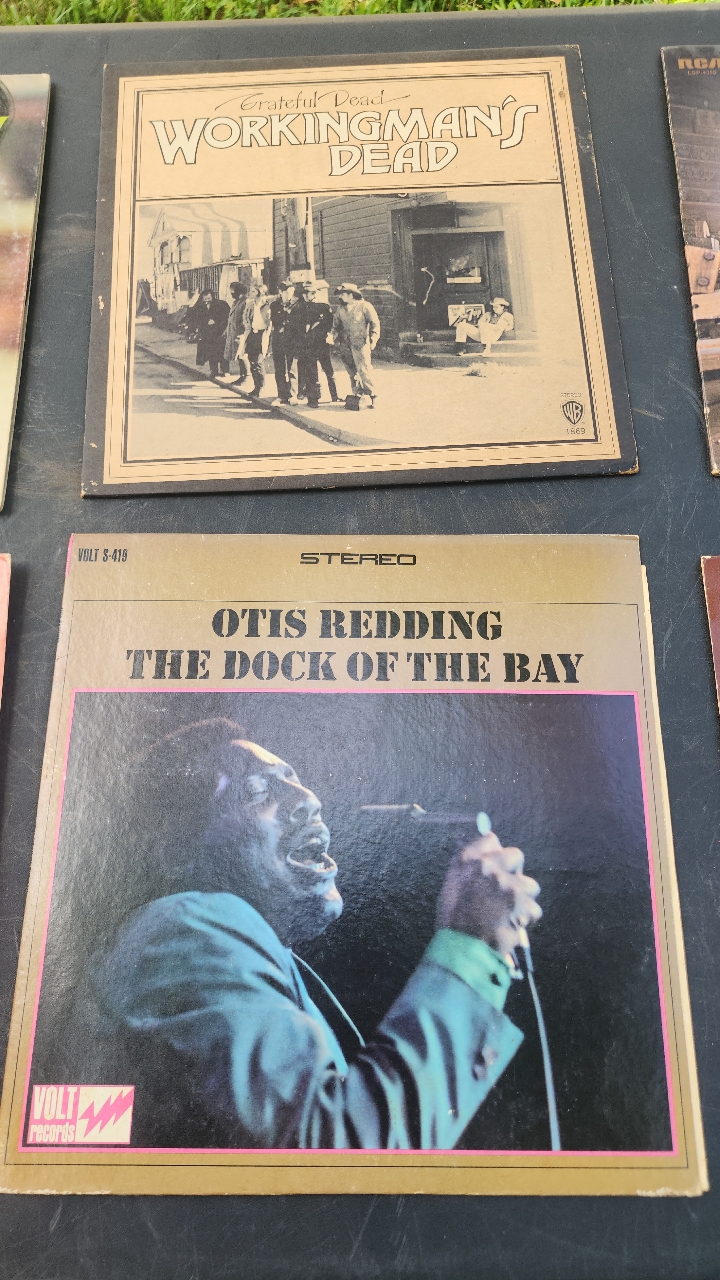 Grateful Dead
WORKINGMAN'S
DEAD
STEREO
WB
1869
RCA
VOLT S-419
STEREO
OTIS REDDING
THE DOCK OF THE BAY
VOLT
records